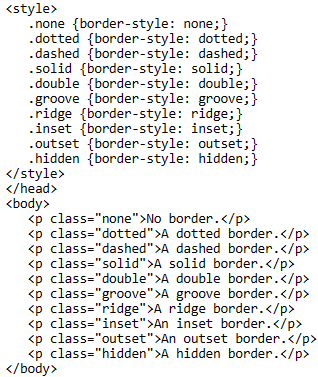 <style>
   .none {border-style: none;}
   .dotted {border-style: dotted;}
   .dashed {border-style: dashed;}
   .solid {border-style: solid;}
   .double {border-style: double;}
   .groove {border-style: groove;}
   .ridge {border-style: ridge;}
   .inset {border-style: inset;}
   .outset {border-style: outset;}
   .hidden {border-style: hidden;}
</style>
</head>
<body>
   <p class="none">No border.</p>
   <p class="dotted">A dotted border.</p>
   <p class="dashed">A dashed border.</p>
   <p class="solid">A solid border.</p>
   <p class="double">A double border.</p>
   <p class="groove">A groove border.</p>
   <p class="ridge">A ridge border.</p>
   <p class="inset">An inset border.</p>
   <p class="outset">An outset border.</p>
   <p class="hidden">A hidden border.</p>
</body>